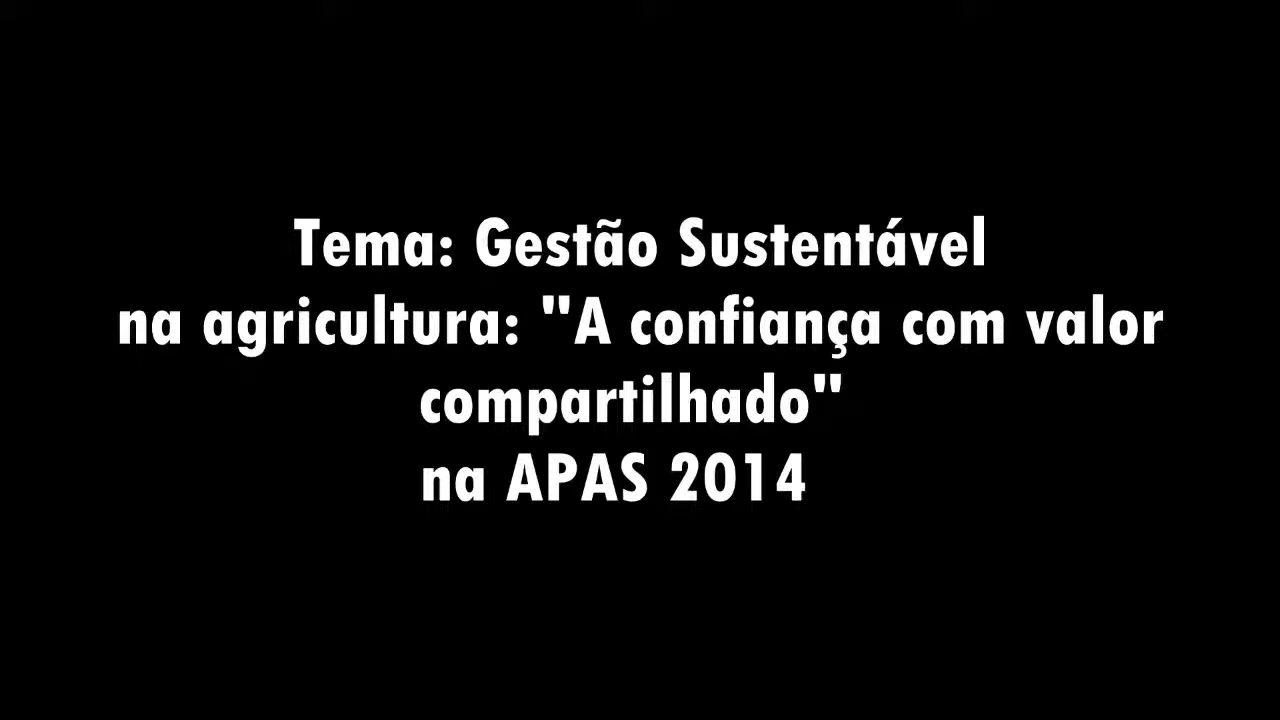 Tema: Gestão Sustentável
na agricultura: "A confiança com valor
compartilhado"
na APAS 2014